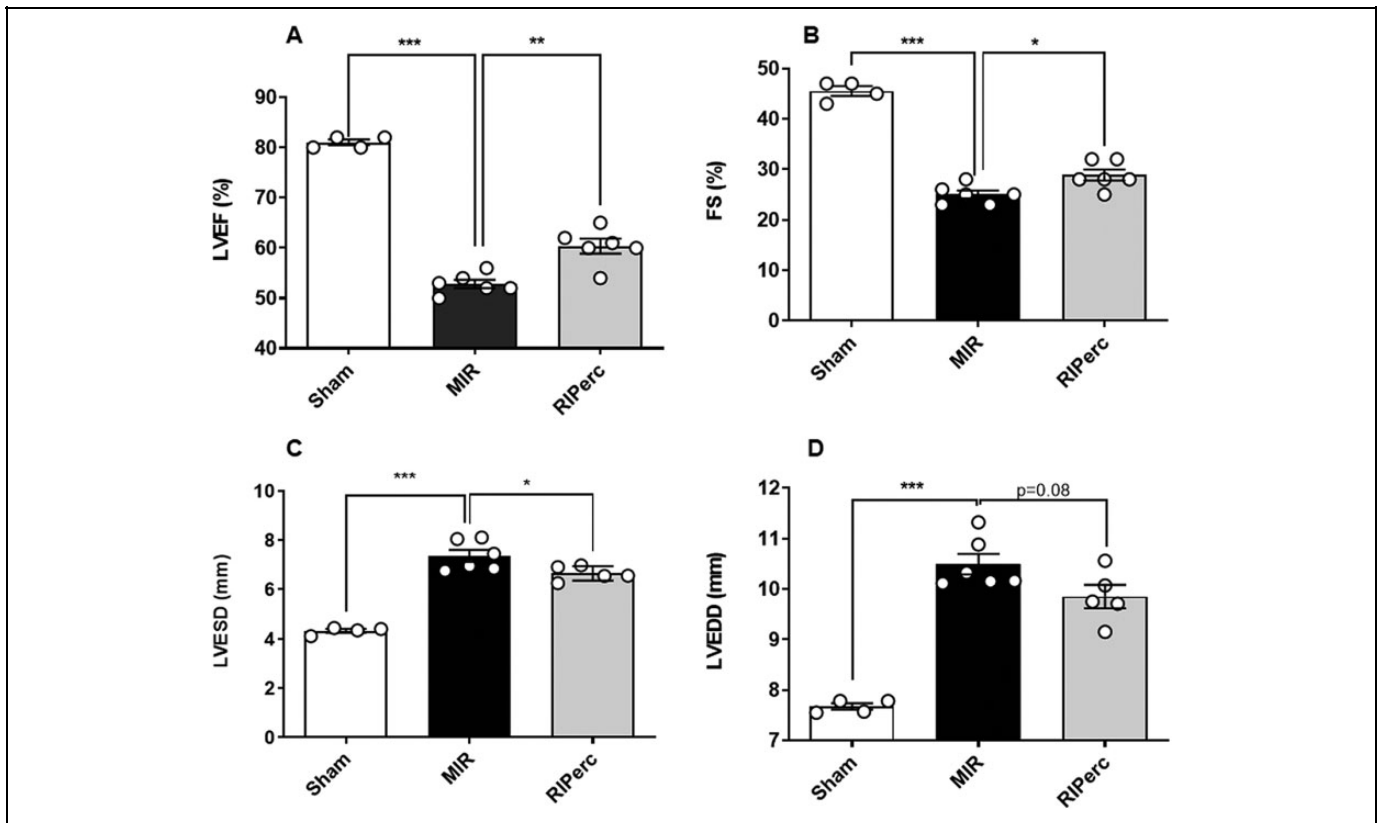 A
***
**
LVEF (%)
90
80
70
60
50
40
Sham
MIR
RIPerc
B
***
*
FS (%)
50
40
30
20
10
0
Sham
MIR
RIPerc
C
***
*
LVESD (mm)
10
8
6
4
2
0
Sham
MIR
RIPerc
D
***
p=0.08
LVEDD (mm)
12
11
10
9
8
7
Sham
MIR
RIPerc